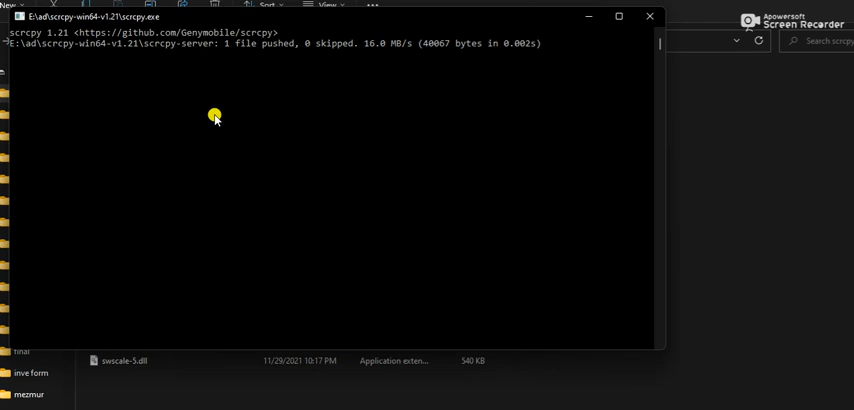 New
Sort
View
•••
E:\ad\scrcpy-win64-v1.21\scrcpy.exe
Apowersoft
Screen Recorder
scrcpy 1.21 <https://github.com/Genymobile/scrcpy>
E:\ad\scrcpy-win64-v1.21\scrcpy-server: 1 file pushed, 0 skipped. 16.0 MB/s (40067 bytes in 0.002s)
Search scrcpy
final
swscale-5.dll 11/29/2021 10:17 PM Application exten... 540 KB
inve form
mezmur